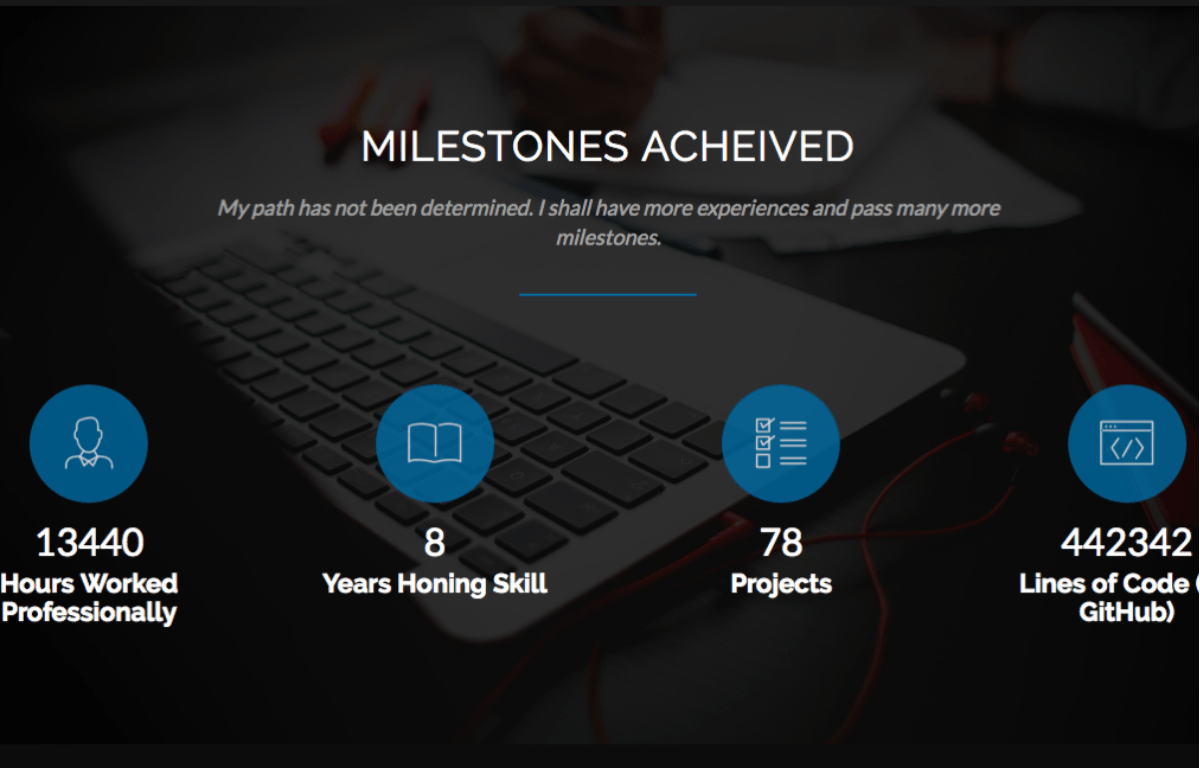 MILESTONES ACHEIVED
My path has not been determined. I shall have more experiences and pass many more
milestones.
13440
Hours Worked
Professionally
8
Years Honing Skill
78
Projects
442342
Lines of Code (
GitHub)